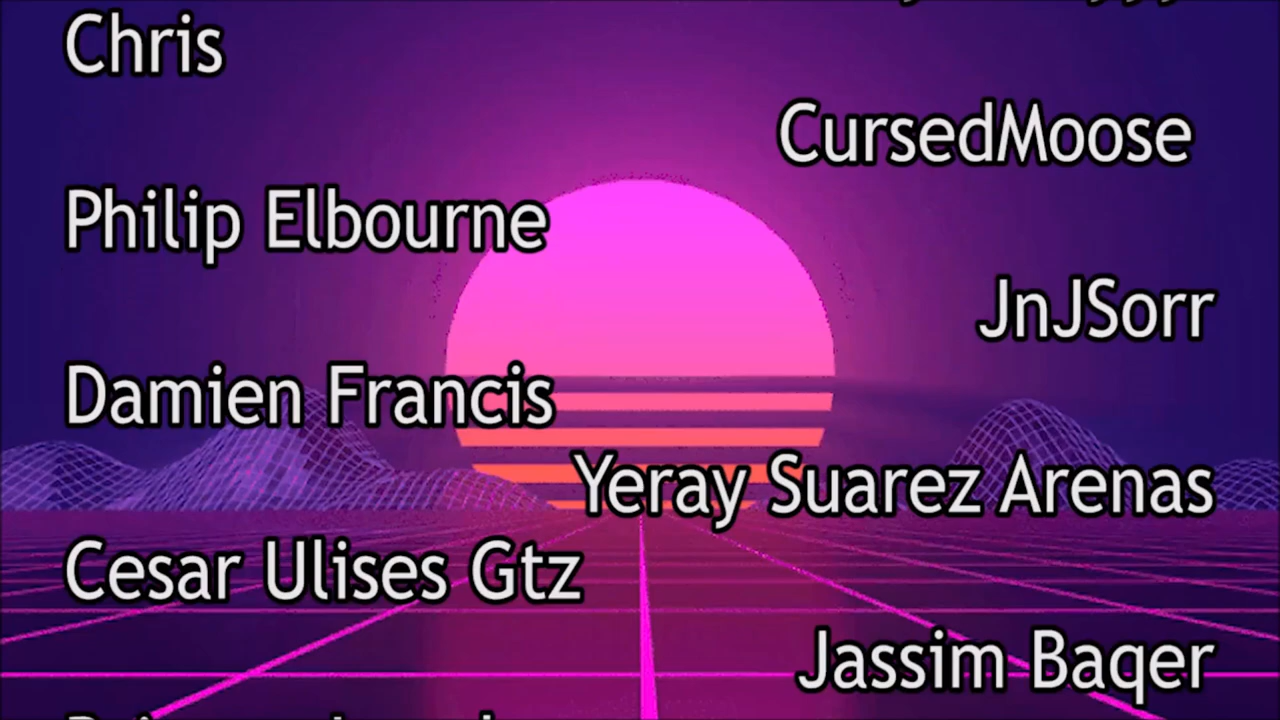 Chris
CursedMoose
Philip Elbourne
JnJSorr
Damien Francis
Yeray Suarez Arenas
Cesar Ulises Gtz
Jassim Baqer